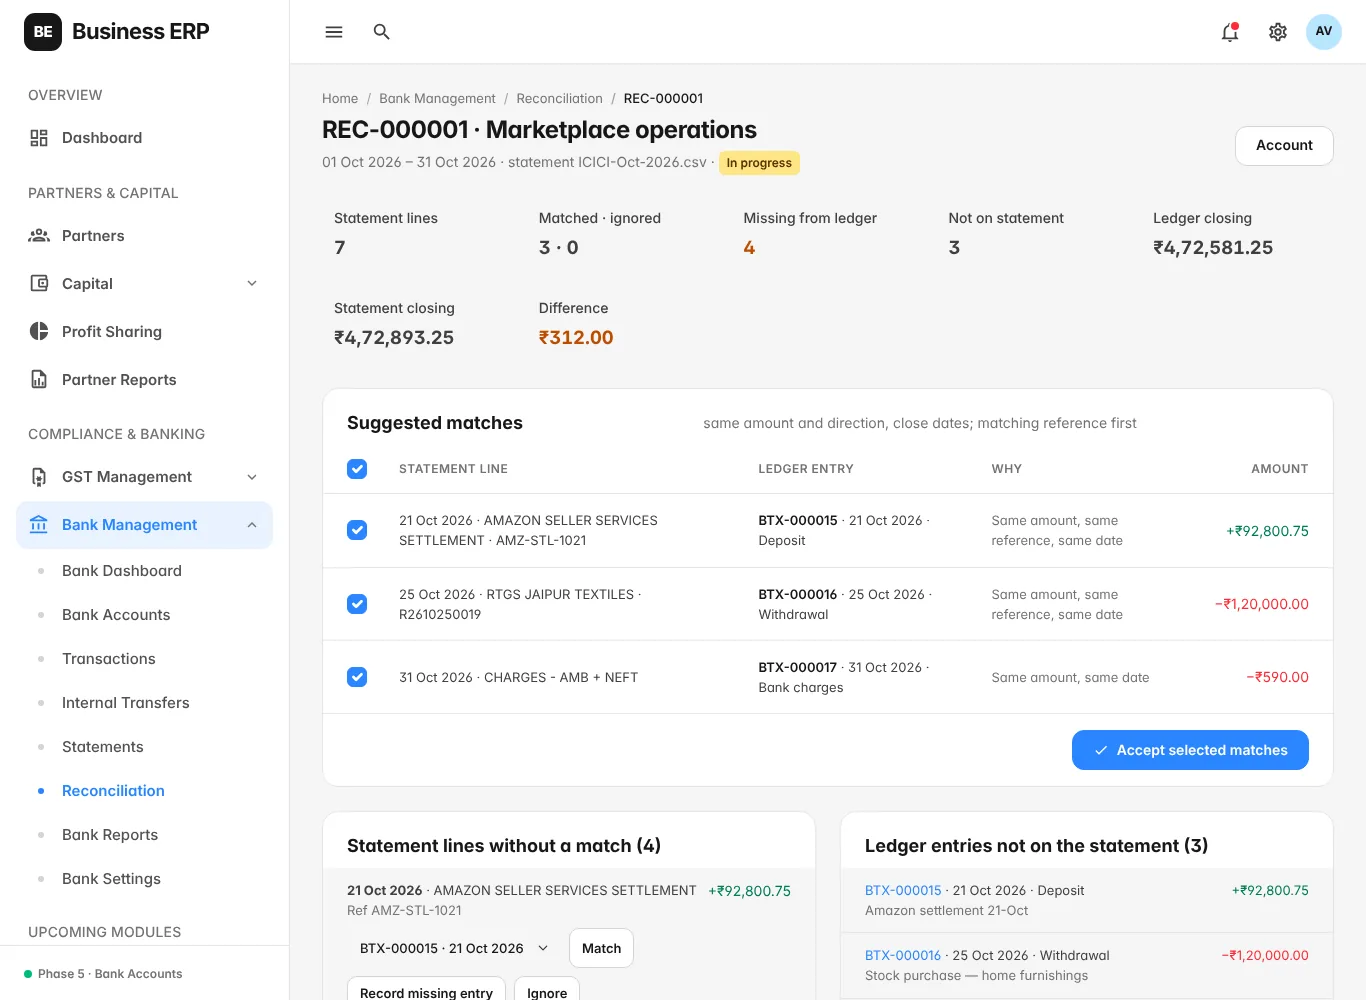 BE Business ERP
OVERVIEW
Dashboard
PARTNERS & CAPITAL
Partners
Capital
Profit Sharing
Partner Reports
COMPLIANCE & BANKING
GST Management
Bank Management
Bank Dashboard
Bank Accounts
Transactions
Internal Transfers
Statements
Reconciliation
Bank Reports
Bank Settings
UPCOMING MODULES
Phase 5 · Bank Accounts
AV
Home / Bank Management / Reconciliation / REC-000001
REC-000001 · Marketplace operations
01 Oct 2026 – 31 Oct 2026 · statement ICICI-Oct-2026.csv · In progress
Account
Statement lines
7
Matched · ignored
3 · 0
Missing from ledger
4
Not on statement
3
Ledger closing
₹4,72,581.25
Statement closing
₹4,72,893.25
Difference
₹312.00
Suggested matches
same amount and direction, close dates; matching reference first
STATEMENT LINE LEDGER ENTRY WHY AMOUNT
21 Oct 2026 · AMAZON SELLER SERVICES
SETTLEMENT · AMZ-STL-1021
BTX-000015 · 21 Oct 2026 ·
Deposit
Same amount, same
reference, same date
+₹92,800.75
25 Oct 2026 · RTGS JAIPUR TEXTILES ·
R2610250019
BTX-000016 · 25 Oct 2026 ·
Withdrawal
Same amount, same
reference, same date
−₹1,20,000.00
31 Oct 2026 · CHARGES - AMB + NEFT
BTX-000017 · 31 Oct 2026 ·
Bank charges
Same amount, same date
−₹590.00
Accept selected matches
Statement lines without a match (4)
21 Oct 2026 · AMAZON SELLER SERVICES SETTLEMENT +₹92,800.75
Ref AMZ-STL-1021
BTX-000015 · 21 Oct 2026
Match
Record missing entry
Ignore
Ledger entries not on the statement (3)
BTX-000015 · 21 Oct 2026 · Deposit +₹92,800.75
Amazon settlement 21-Oct
BTX-000016 · 25 Oct 2026 · Withdrawal −₹1,20,000.00
Stock purchase — home furnishings